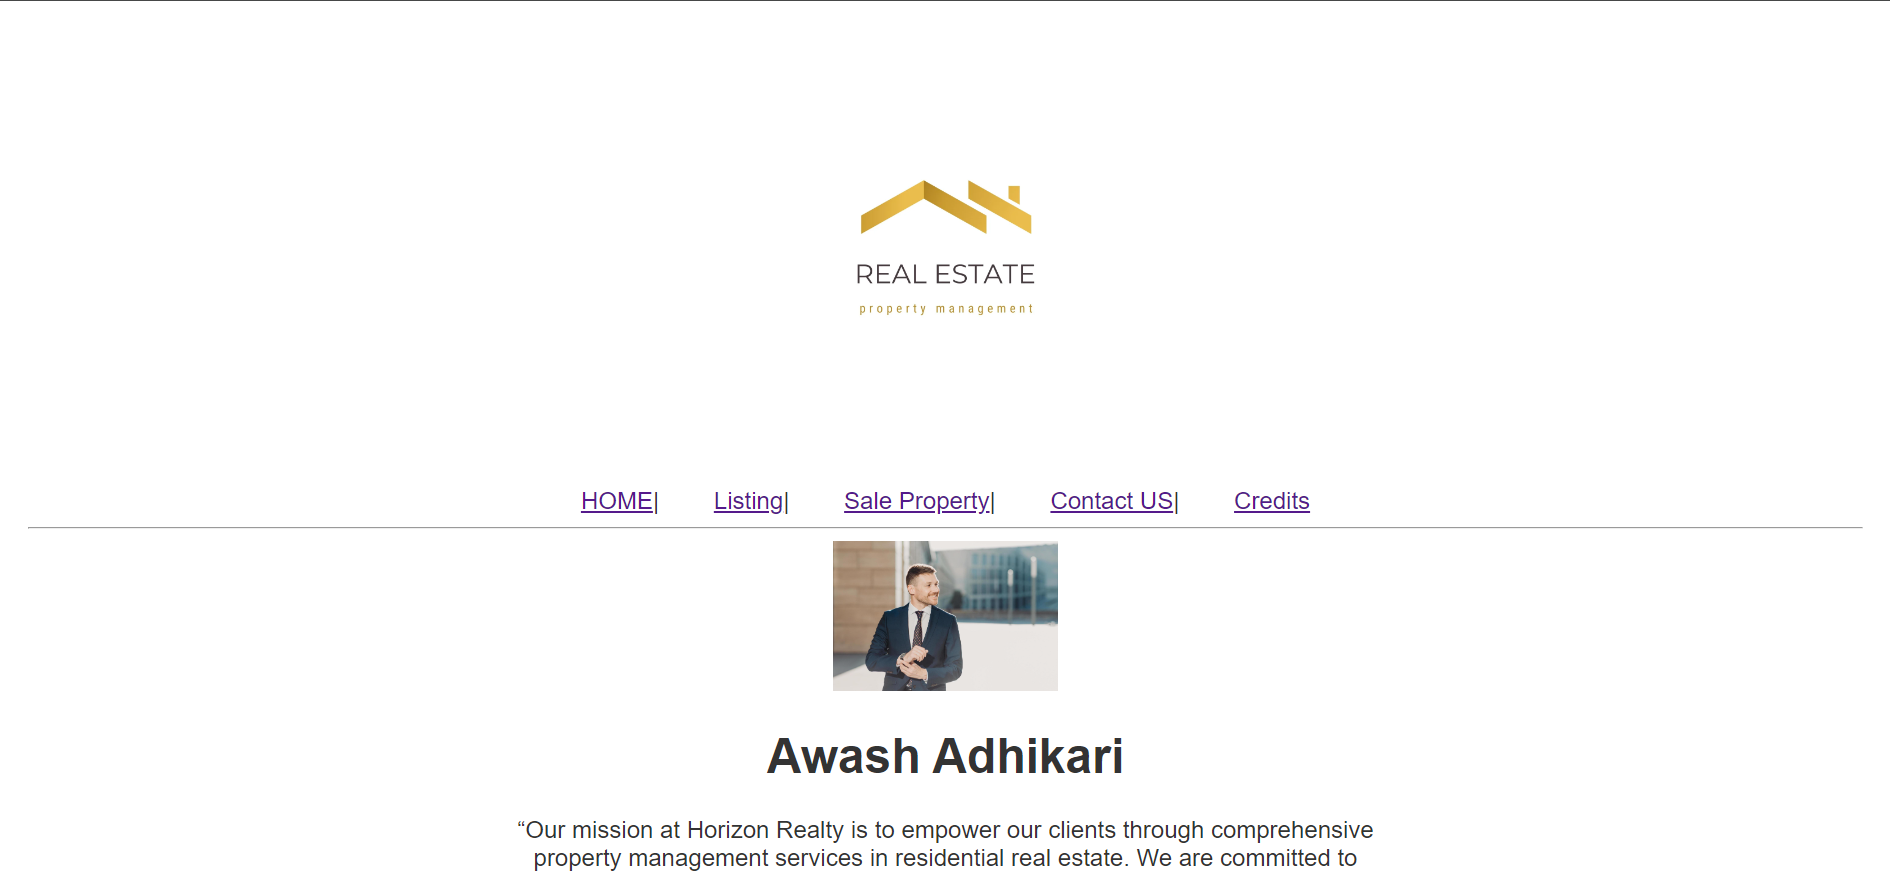 REAL ESTATE
property management
HOME| Listing| Sale Property| Contact US| Credits
Awash Adhikari
“Our mission at Horizon Realty is to empower our clients through comprehensive
property management services in residential real estate. We are committed to